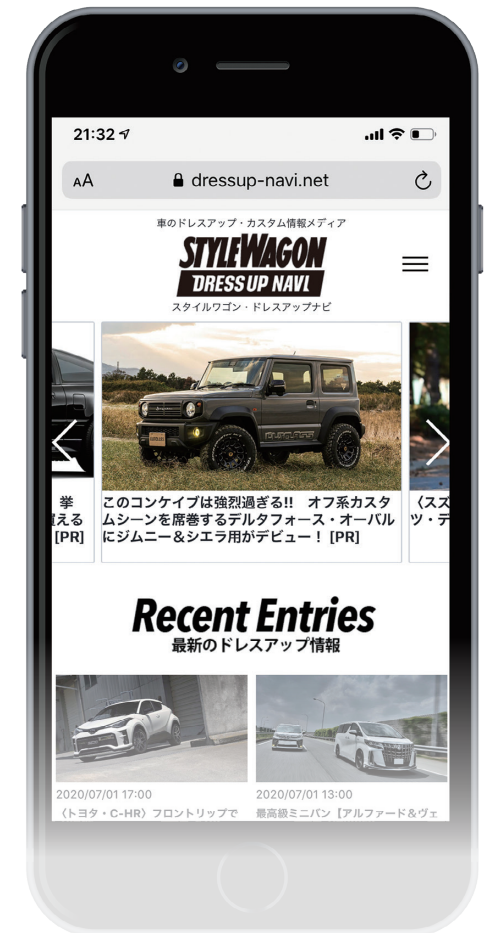 21:32
AA
dressup-navi.net
車のドレスアップ・カスタム情報メディア
STYLEWAGON
DRESS UP NAVI
スタイルワゴン・ドレスアップナビ
挙
買える
[PR]
このコンケイブは強烈過ぎる!! オフ系カスタ
ムシーンを席巻するデルタフォース・オーバル
にジムニー＆シエラ用がデビュー！ [PR]
〈スズ
ツ・デ
Recent Entries
最新のドレスアップ情報
2020/07/01 17:00
〈トヨタ・C-HR〉フロントリップで
2020/07/01 13:00
最高級ミニバン【アルファード＆ヴェ